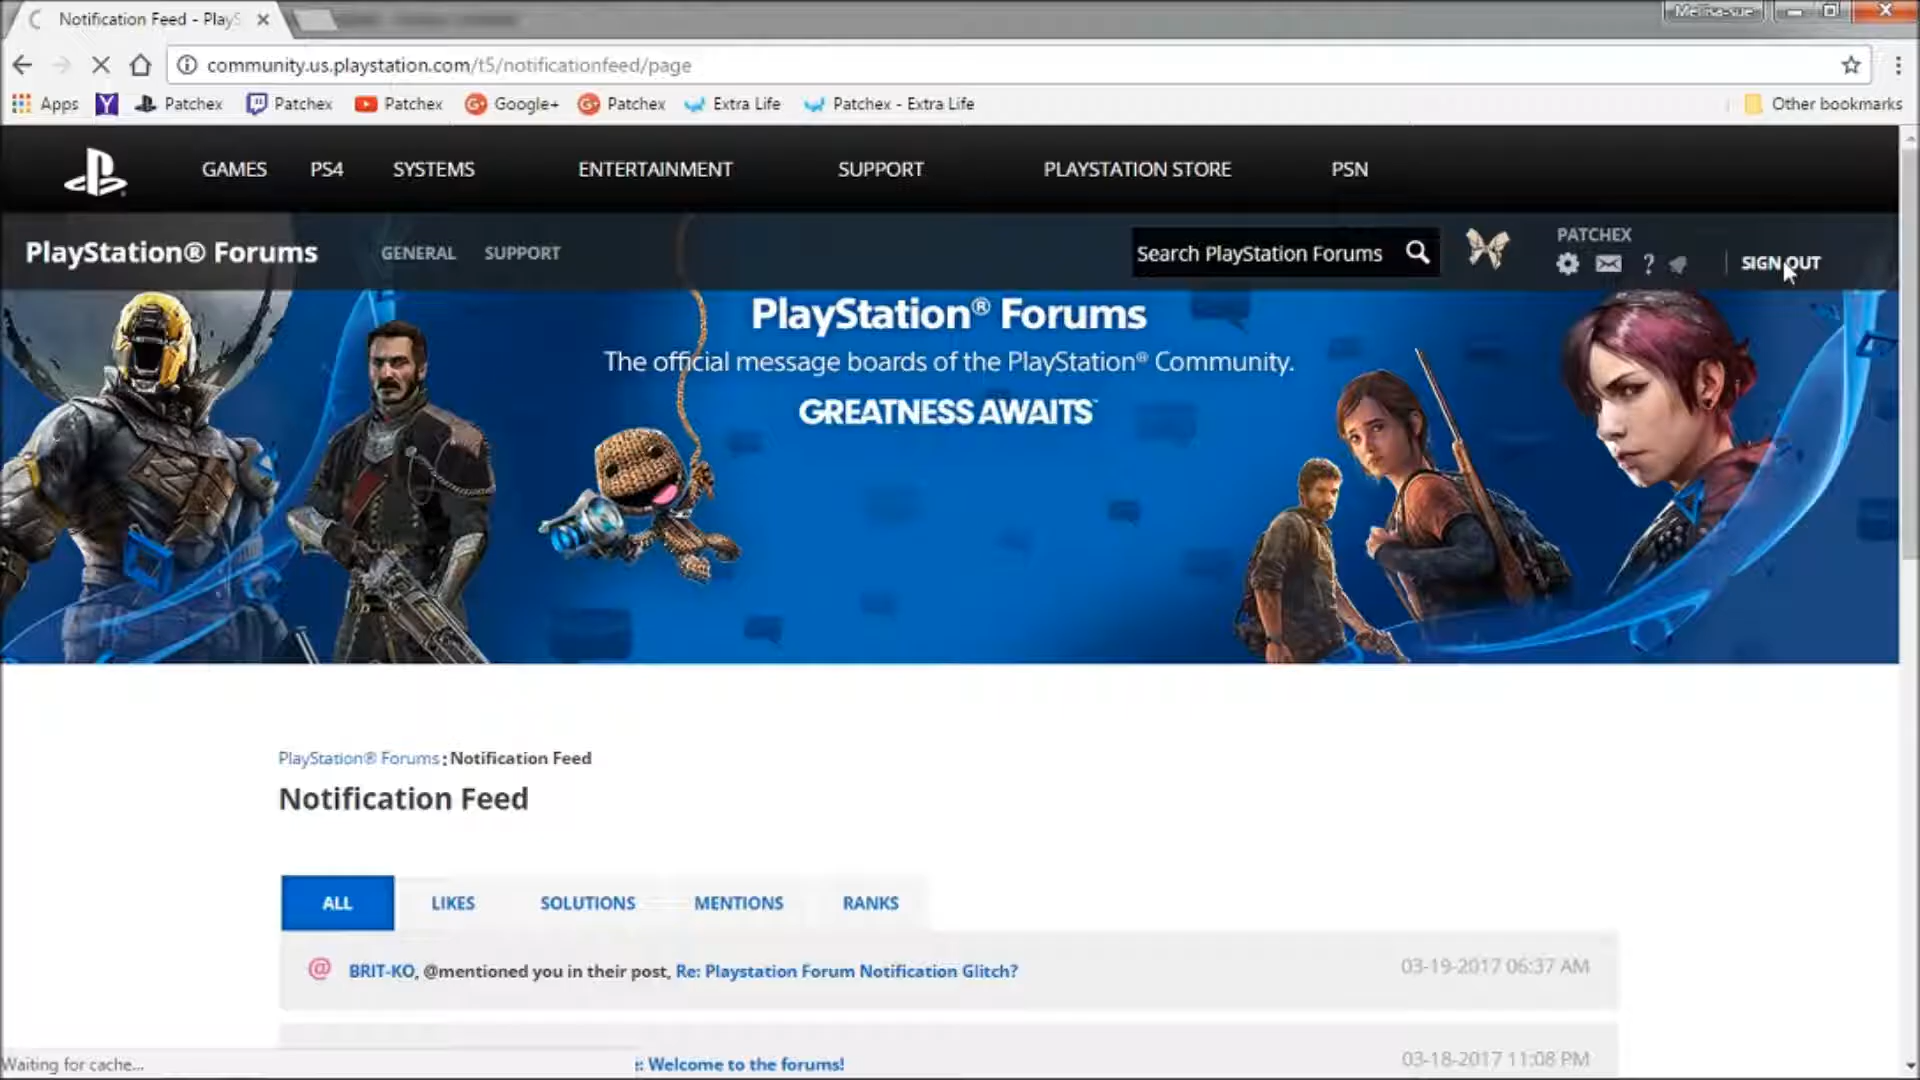 Notification Feed - PlayS
Mellisa-sue
community.us.playstation.com/t5/notificationfeed/page
Apps Patchex Patchex Patchex Google+ Patchex Extra Life Patchex - Extra Life Other bookmarks
GAMES PS4 SYSTEMS ENTERTAINMENT SUPPORT PLAYSTATION STORE PSN
PlayStation® Forums GENERAL SUPPORT Search PlayStation Forums PATCHEX
? SIGN OUT
PlayStation® Forums
The official message boards of the PlayStation® Community.
GREATNESS AWAITS™
PlayStation® Forums : Notification Feed
Notification Feed
ALL LIKES SOLUTIONS MENTIONS RANKS
@ BRIT-KO, @mentioned you in their post, Re: Playstation Forum Notification Glitch? 03-19-2017 06:37 AM
: Welcome to the forums! 03-18-2017 11:08 PM
Waiting for cache...